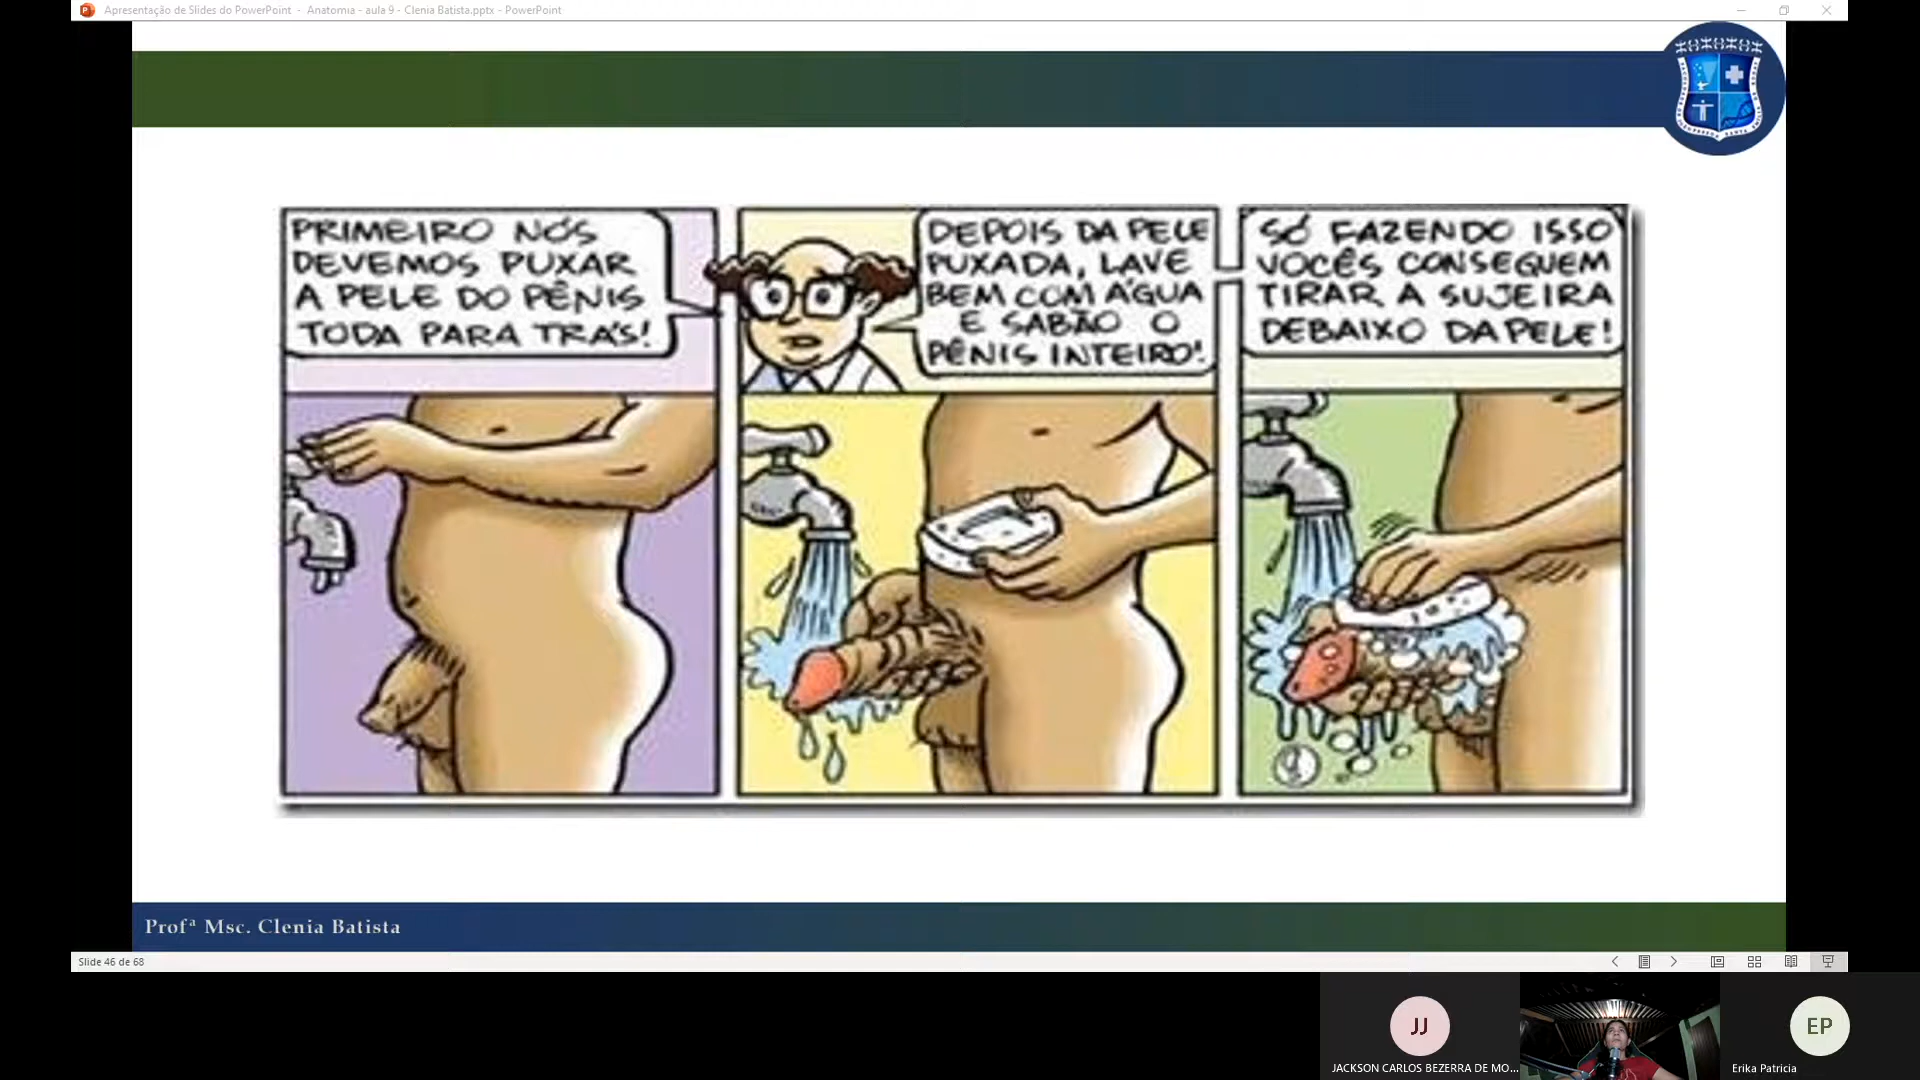 Apresentação de Slides do PowerPoint - Anatomia - aula 9 - Clenia Batista.pptx - PowerPoint
PRIMEIRO NÓS
DEVEMOS PUXAR
A PELE DO PÊNIS
TODA PARA TRÁS!
DEPOIS DA PELE
PUXADA, LAVE
BEM COM ÁGUA
E SABÃO O
PÊNIS INTEIRO!
SÓ FAZENDO ISSO
VOCÊS CONSEGUEM
TIRAR A SUJEIRA
DEBAIXO DA PELE!
Profª Msc. Clenia Batista
Slide 46 de 68
JJ
JACKSON CARLOS BEZERRA DE MO...
EP
Erika Patricia